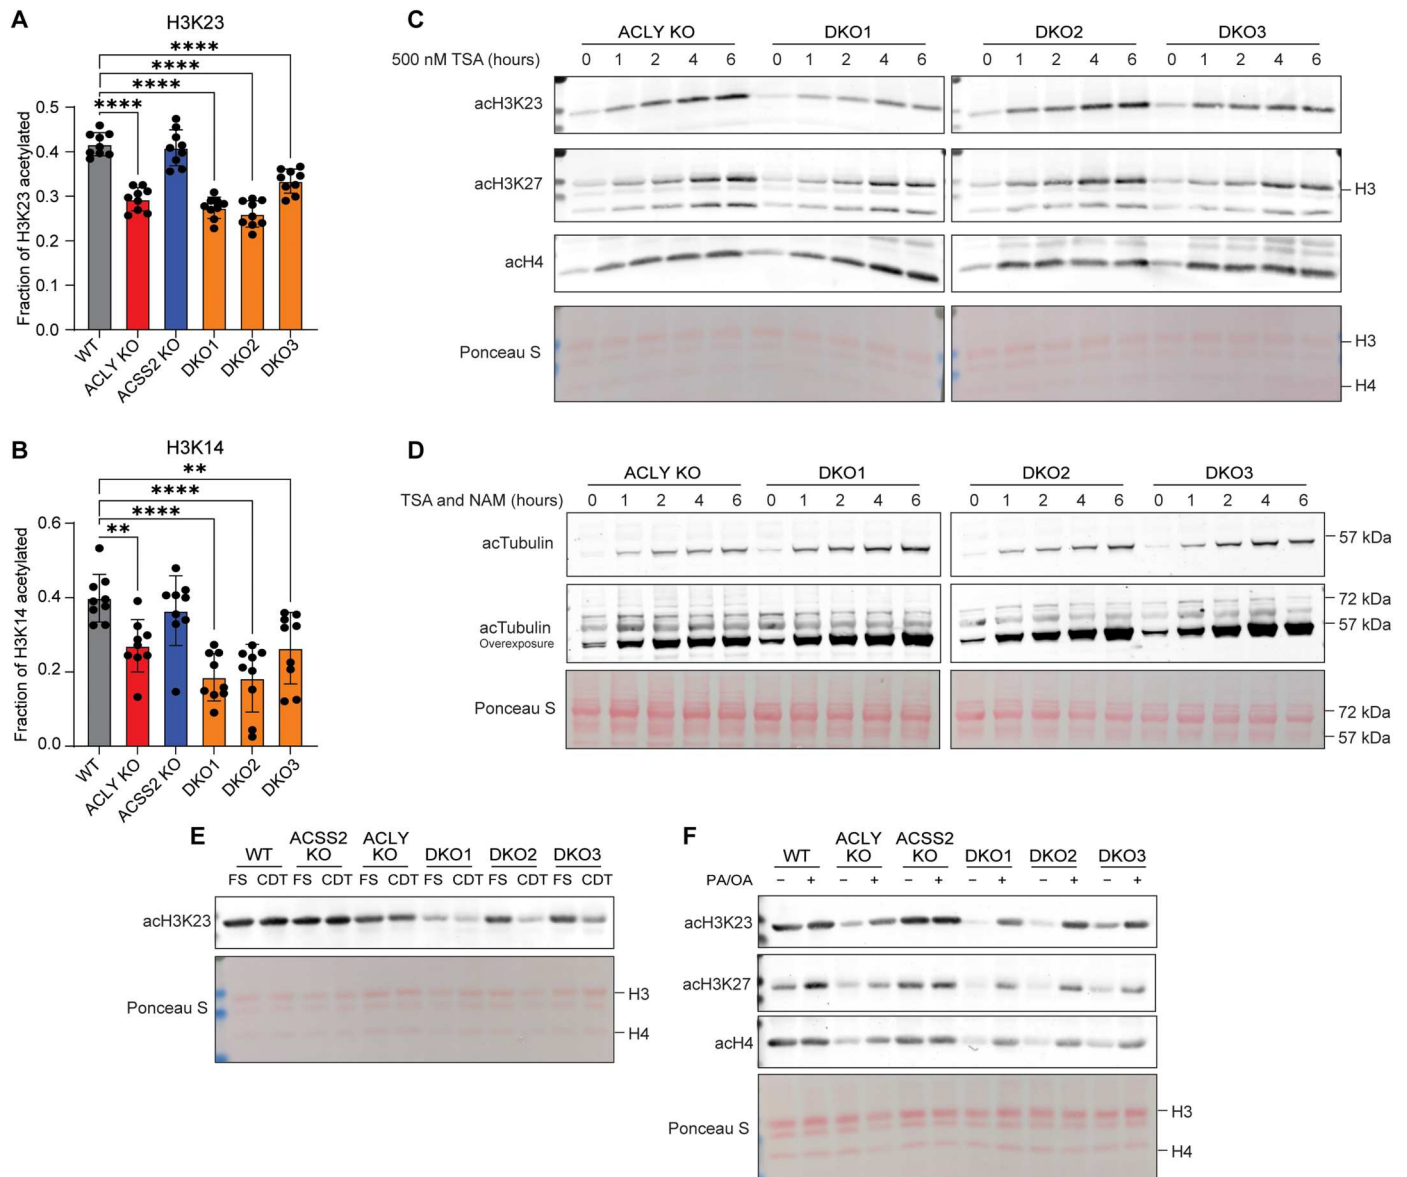 A
H3K23
****
****
****
****
Fraction of H3K23 acetylated
0.5
0.4
0.3
0.2
0.1
0.0
WT
ACLY KO
ACSS2 KO
DKO1
DKO2
DKO3
B
H3K14
**
****
****
**
Fraction of H3K14 acetylated
0.6
0.4
0.2
0.0
WT
ACLY KO
ACSS2 KO
DKO1
DKO2
DKO3
C
ACLY KO DKO1 DKO2 DKO3
500 nM TSA (hours) 0 1 2 4 6 0 1 2 4 6 0 1 2 4 6 0 1 2 4 6
acH3K23
acH3K27 H3
acH4
Ponceau S H3
H4
D
ACLY KO DKO1 DKO2 DKO3
TSA and NAM (hours) 0 1 2 4 6 0 1 2 4 6 0 1 2 4 6 0 1 2 4 6
acTubulin 57 kDa
72 kDa
acTubulin 57 kDa
Overexposure
Ponceau S 72 kDa
57 kDa
E
WT ACSS2 KO ACLY KO DKO1 DKO2 DKO3
FS CDT FS CDT FS CDT FS CDT FS CDT FS CDT
acH3K23
Ponceau S H3
H4
F
WT ACLY KO ACSS2 KO DKO1 DKO2 DKO3
PA/OA − + − + − + − + − + − +
acH3K23
acH3K27
acH4
Ponceau S H3
H4